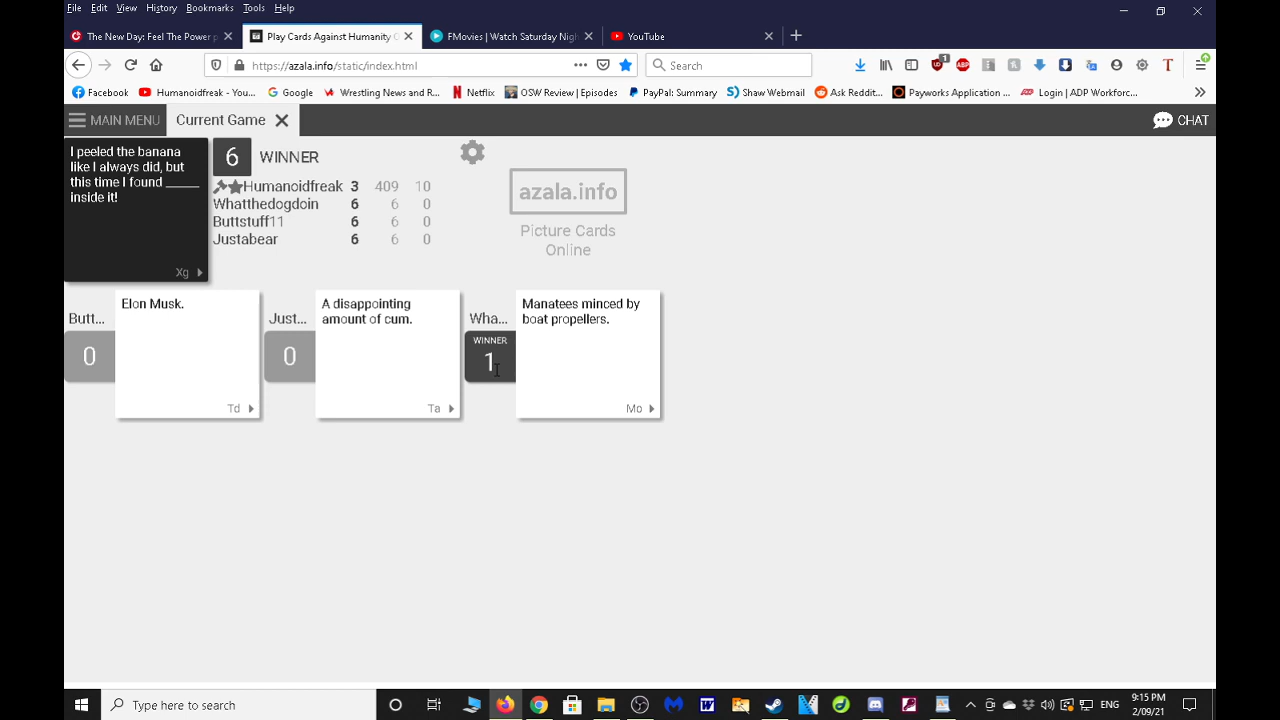 File Edit View History Bookmarks Tools Help
The New Day: Feel The Power p
Play Cards Against Humanity O
FMovies | Watch Saturday Nigh
YouTube
https://azala.info/static/index.html
Search
Facebook
Humanoidfreak - You...
Google
Wrestling News and R...
Netflix
OSW Review | Episodes
PayPal: Summary
Shaw Webmail
Ask Reddit...
Payworks Application ...
Login | ADP Workforc...
MAIN MENU
Current Game
CHAT
I peeled the banana
like I always did, but
this time I found _____
inside it!
Xg
6 WINNER
Humanoidfreak 3 409 10
Whatthedogdoin 6 6 0
Buttstuff11 6 6 0
Justabear 6 6 0
azala.info
Picture Cards
Online
Butt...
0
Elon Musk.
Td
Just...
0
A disappointing
amount of cum.
Ta
Wha...
WINNER
1
Manatees minced by
boat propellers.
Mo
Type here to search
ENG
9:15 PM
2/09/21